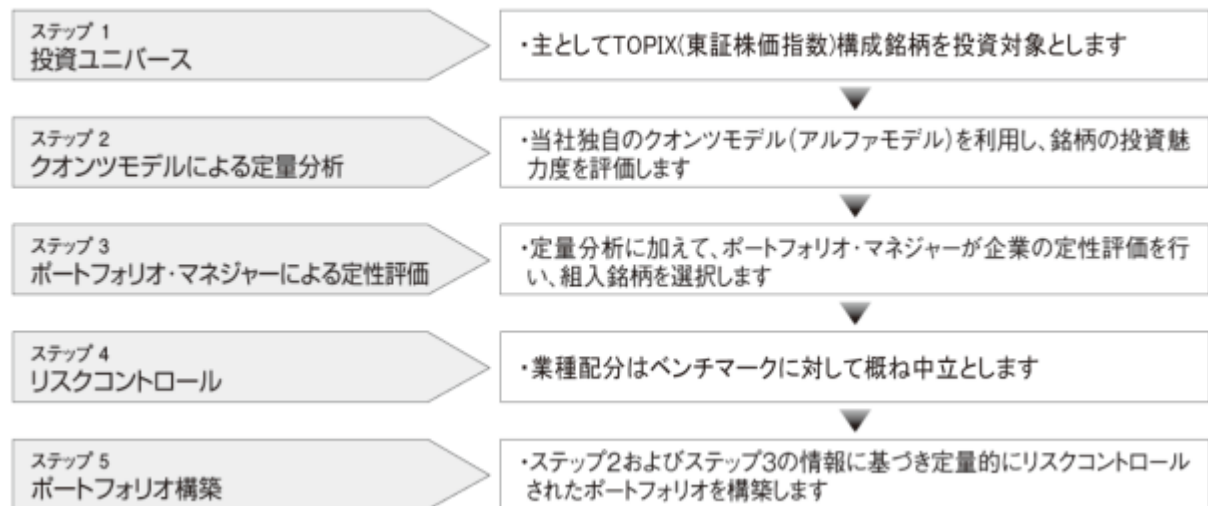 ステップ 1
投資ユニバース
・主としてTOPIX(東証株価指数)構成銘柄を投資対象とします
ステップ 2
クオンツモデルによる定量分析
・当社独自のクオンツモデル(アルファモデル)を利用し、銘柄の投資魅
力度を評価します
ステップ 3
ポートフォリオ・マネジャーによる定性評価
・定量分析に加えて、ポートフォリオ・マネジャーが企業の定性評価を行
い、組入銘柄を選択します
ステップ 4
リスクコントロール
・業種配分はベンチマークに対して概ね中立とします
ステップ 5
ポートフォリオ構築
・ステップ2およびステップ3の情報に基づき定量的にリスクコントロール
されたポートフォリオを構築します